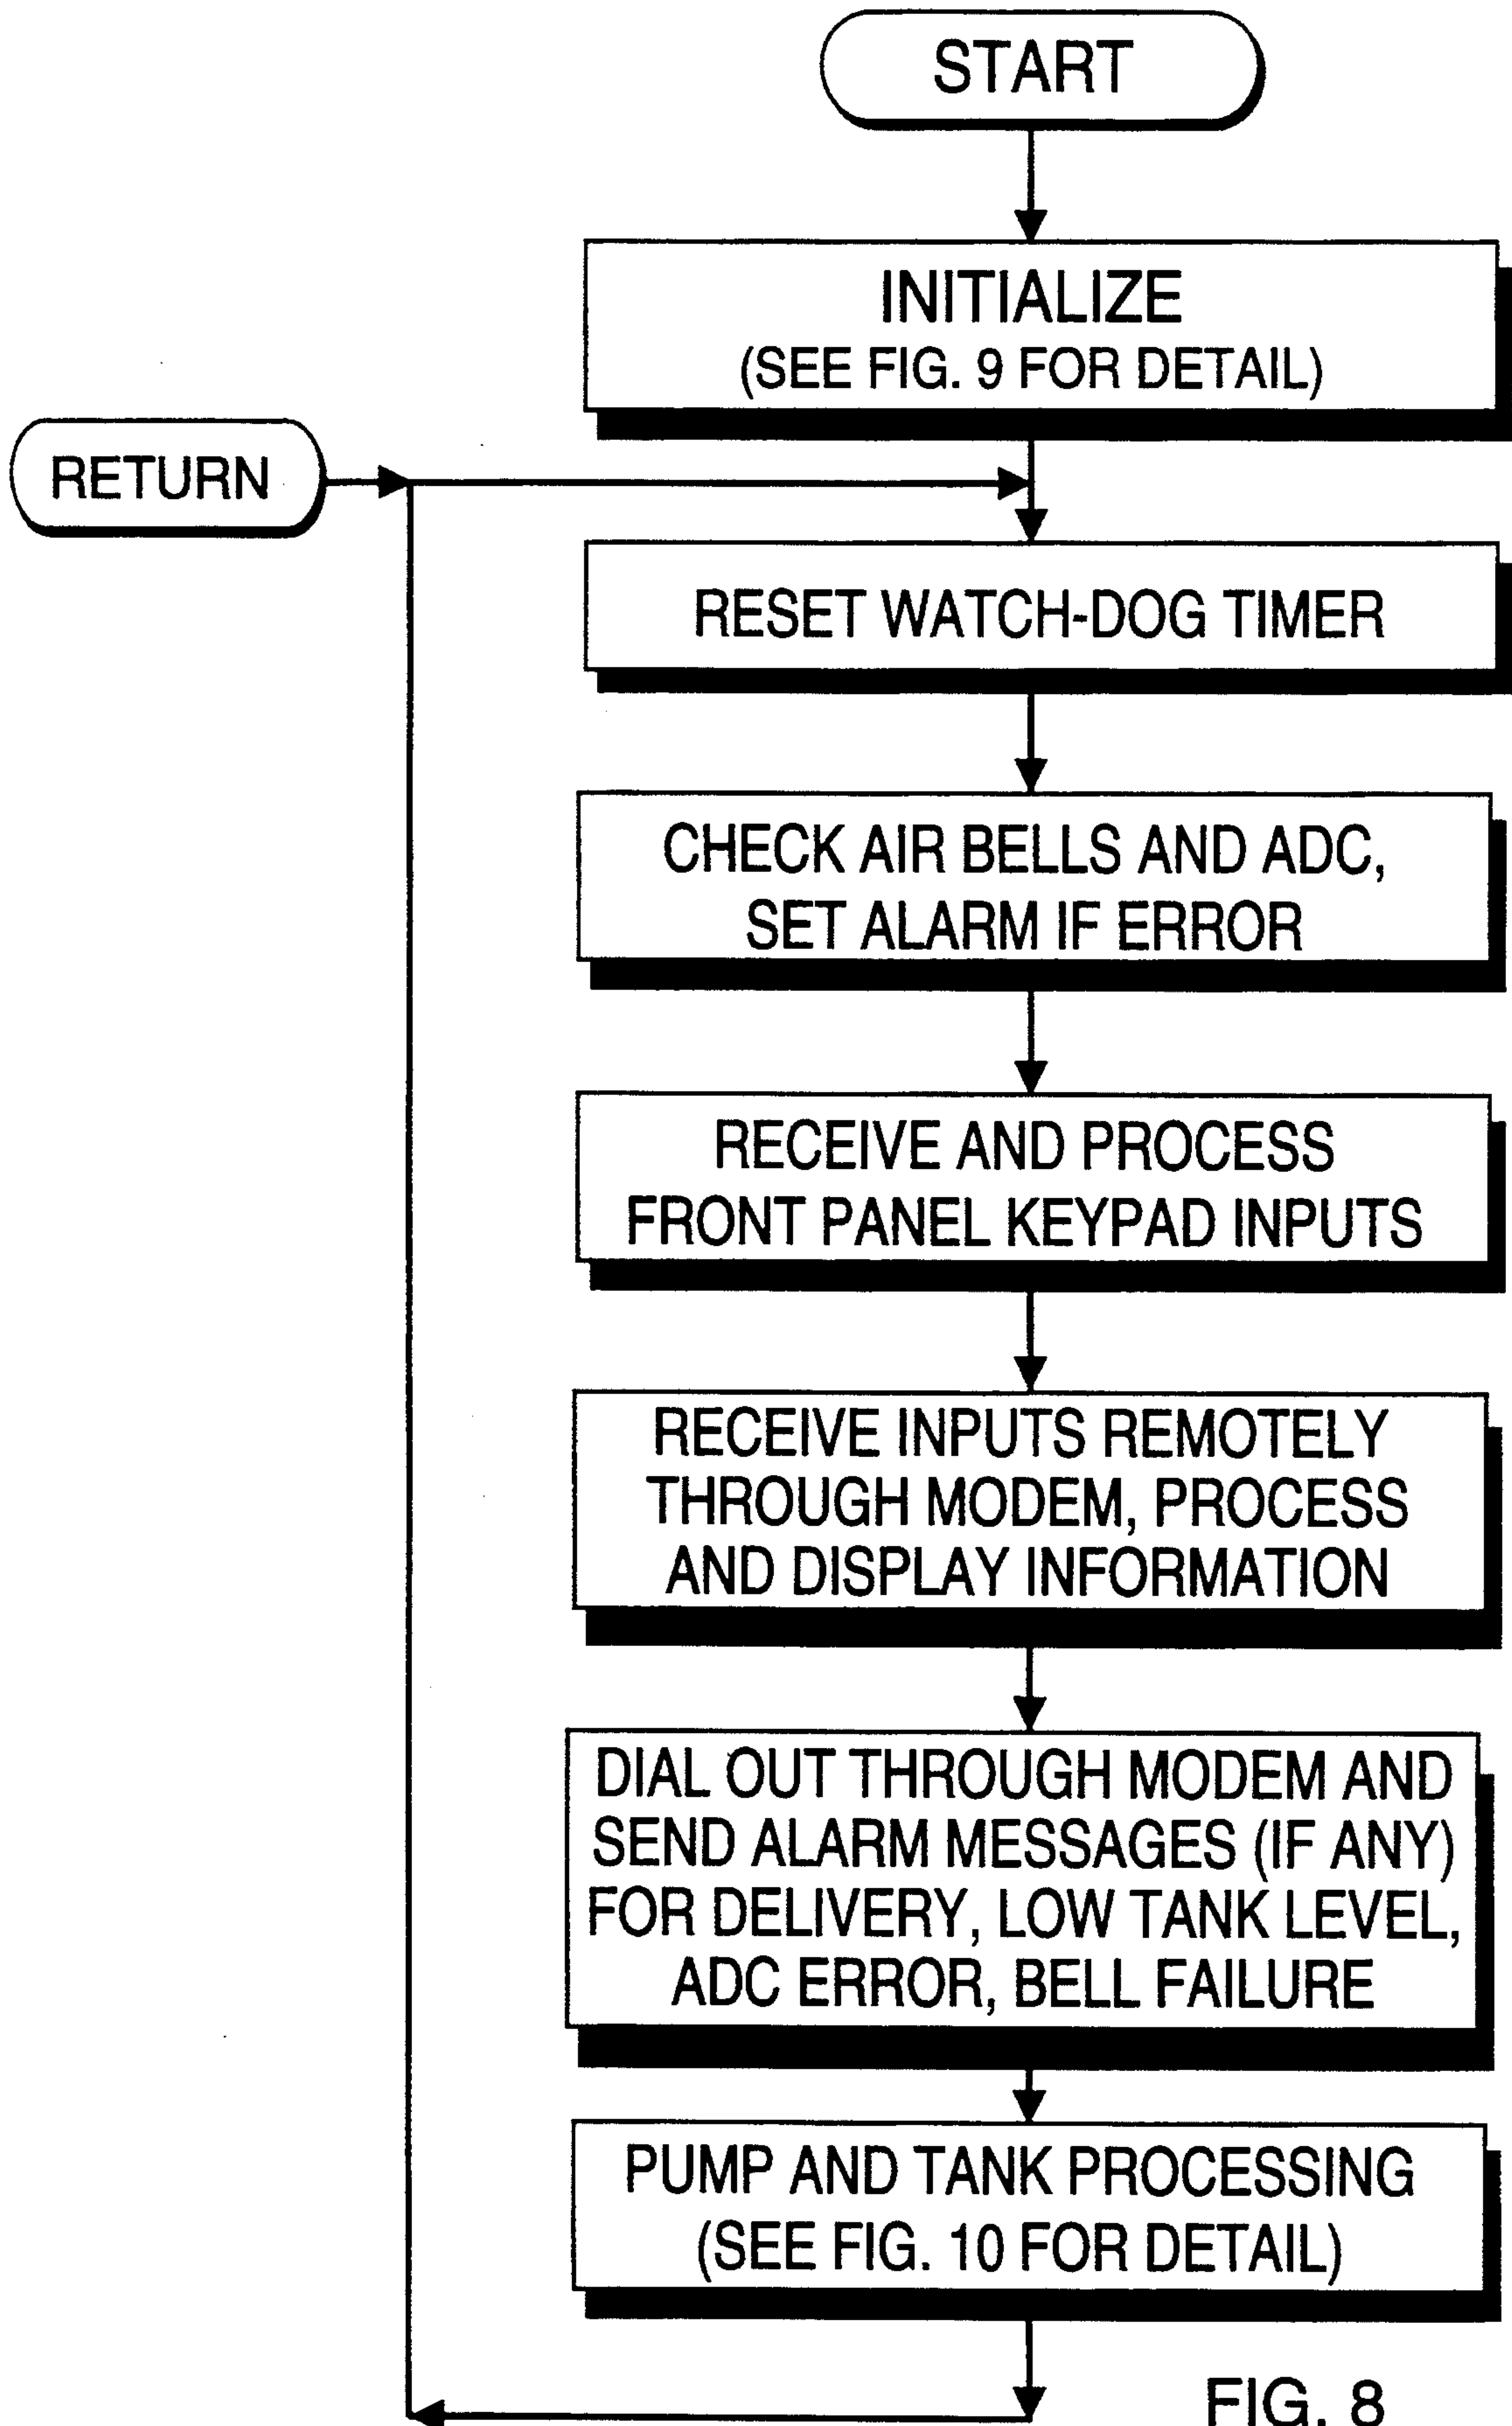 START
INITIALIZE
(SEE FIG. 9 FOR DETAIL)
RETURN
RESET WATCH-DOG TIMER
CHECK AIR BELLS AND ADC,
SET ALARM IF ERROR
RECEIVE AND PROCESS
FRONT PANEL KEYPAD INPUTS
RECEIVE INPUTS REMOTELY
THROUGH MODEM, PROCESS
AND DISPLAY INFORMATION
DIAL OUT THROUGH MODEM AND
SEND ALARM MESSAGES (IF ANY)
FOR DELIVERY, LOW TANK LEVEL,
ADC ERROR, BELL FAILURE
PUMP AND TANK PROCESSING
(SEE FIG. 10 FOR DETAIL)
FIG. 8